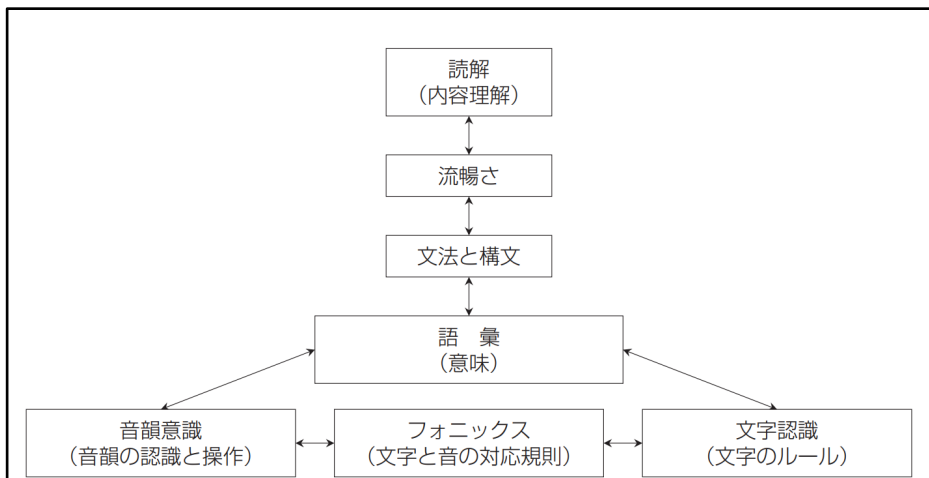 読解
（内容理解）
流暢さ
文法と構文
語　彙
（意味）
音韻意識
（音韻の認識と操作）
フォニックス
（文字と音の対応規則）
文字認識
（文字のルール）